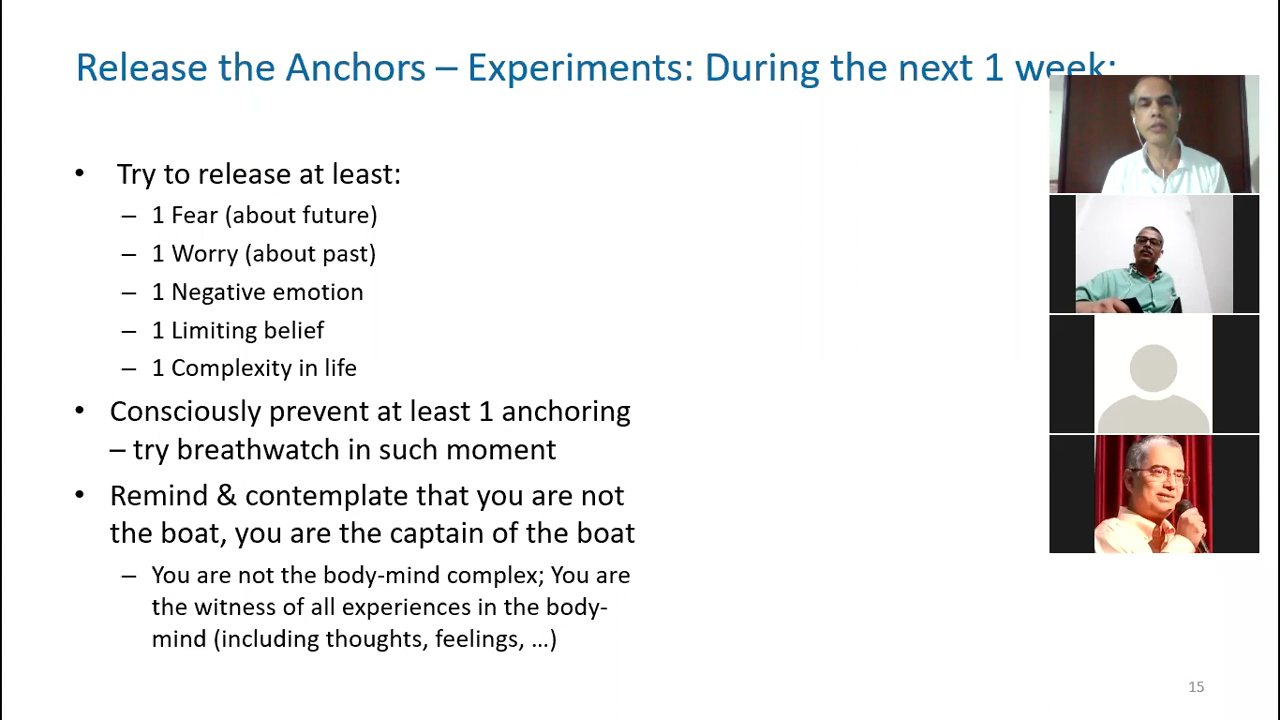 Release the Anchors – Experiments: During the next 1 week:
• Try to release at least:
– 1 Fear (about future)
– 1 Worry (about past)
– 1 Negative emotion
– 1 Limiting belief
– 1 Complexity in life
• Consciously prevent at least 1 anchoring
– try breathwatch in such moment
• Remind & contemplate that you are not
the boat, you are the captain of the boat
– You are not the body-mind complex; You are
the witness of all experiences in the body-
mind (including thoughts, feelings, …)
15